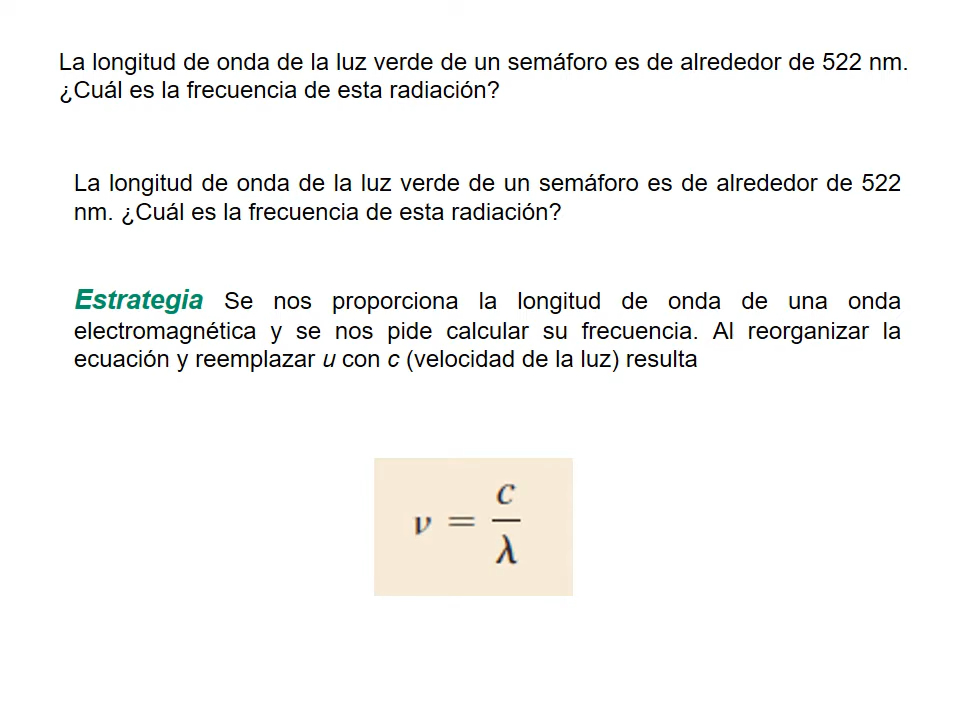 La longitud de onda de la luz verde de un semáforo es de alrededor de 522 nm.
¿Cuál es la frecuencia de esta radiación?
La longitud de onda de la luz verde de un semáforo es de alrededor de 522
nm. ¿Cuál es la frecuencia de esta radiación?
Estrategia Se nos proporciona la longitud de onda de una onda
electromagnética y se nos pide calcular su frecuencia. Al reorganizar la
ecuación y reemplazar u con c (velocidad de la luz) resulta
ν = c/λ